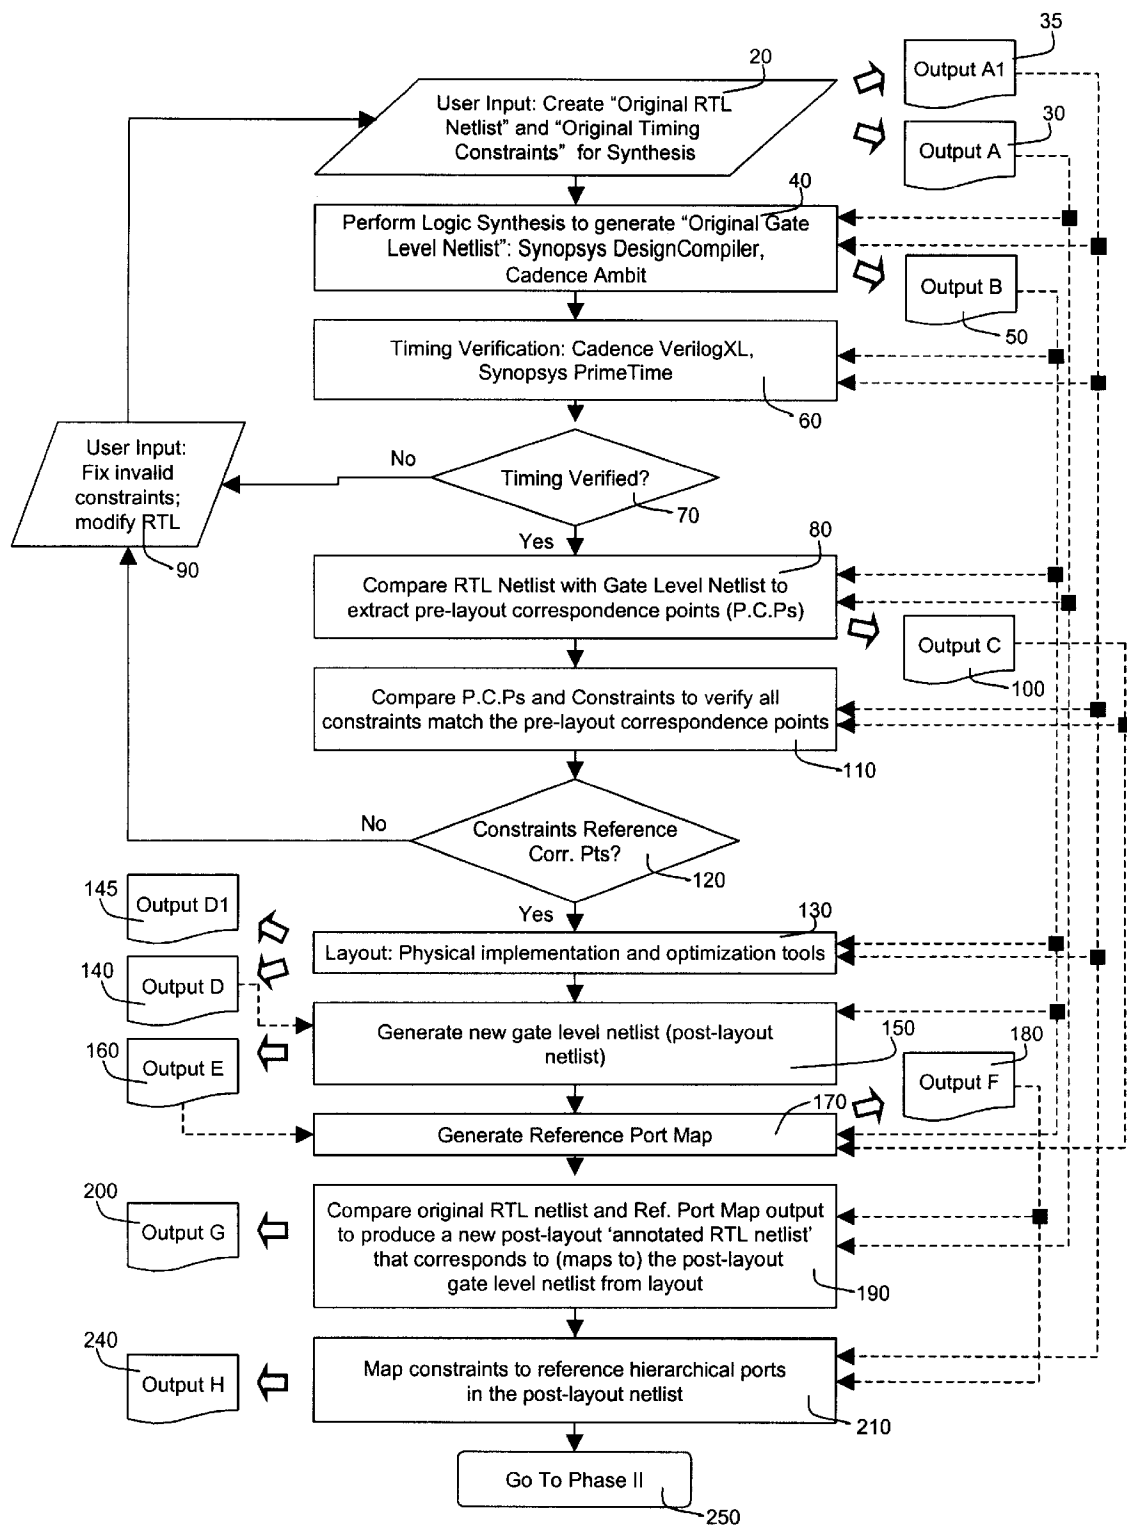 35
Output A1
20
User Input: Create “Original RTL
Netlist” and “Original Timing
Constraints” for Synthesis
30
Output A
40
Perform Logic Synthesis to generate “Original Gate
Level Netlist”: Synopsys DesignCompiler,
Cadence Ambit
Output B
50
Timing Verification: Cadence VerilogXL,
Synopsys PrimeTime
60
User Input:
Fix invalid
constraints;
modify RTL
90
No
Timing Verified?
70
Yes
80
Compare RTL Netlist with Gate Level Netlist to
extract pre-layout correspondence points (P.C.Ps)
Output C
100
Compare P.C.Ps and Constraints to verify all
constraints match the pre-layout correspondence points
110
No
Constraints Reference
Corr. Pts?
120
Yes
145
Output D1
130
Layout: Physical implementation and optimization tools
140
Output D
Generate new gate level netlist (post-layout
netlist)
150
160
Output E
180
Output F
170
Generate Reference Port Map
200
Output G
Compare original RTL netlist and Ref. Port Map output
to produce a new post-layout ‘annotated RTL netlist’
that corresponds to (maps to) the post-layout
gate level netlist from layout
190
240
Output H
Map constraints to reference hierarchical ports
in the post-layout netlist
210
Go To Phase II
250